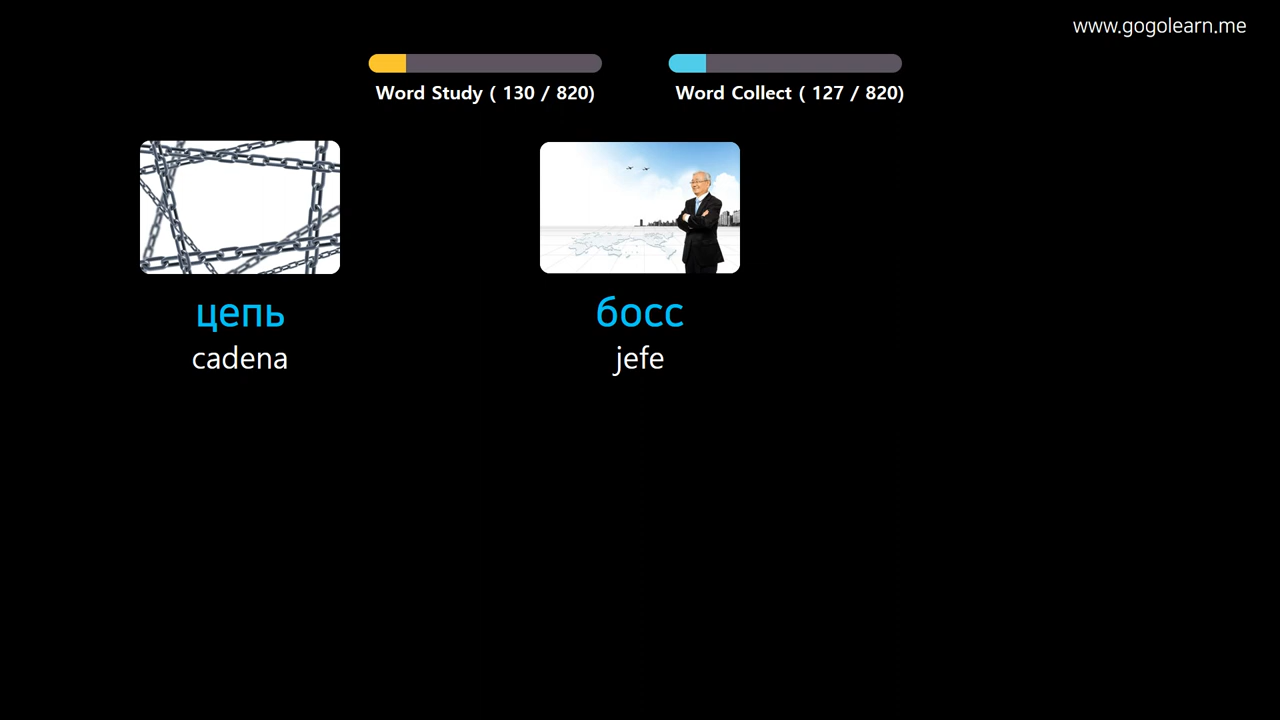 www.gogolearn.me
Word Study ( 130 / 820)
Word Collect ( 127 / 820)
цепь
cadena
босс
jefe